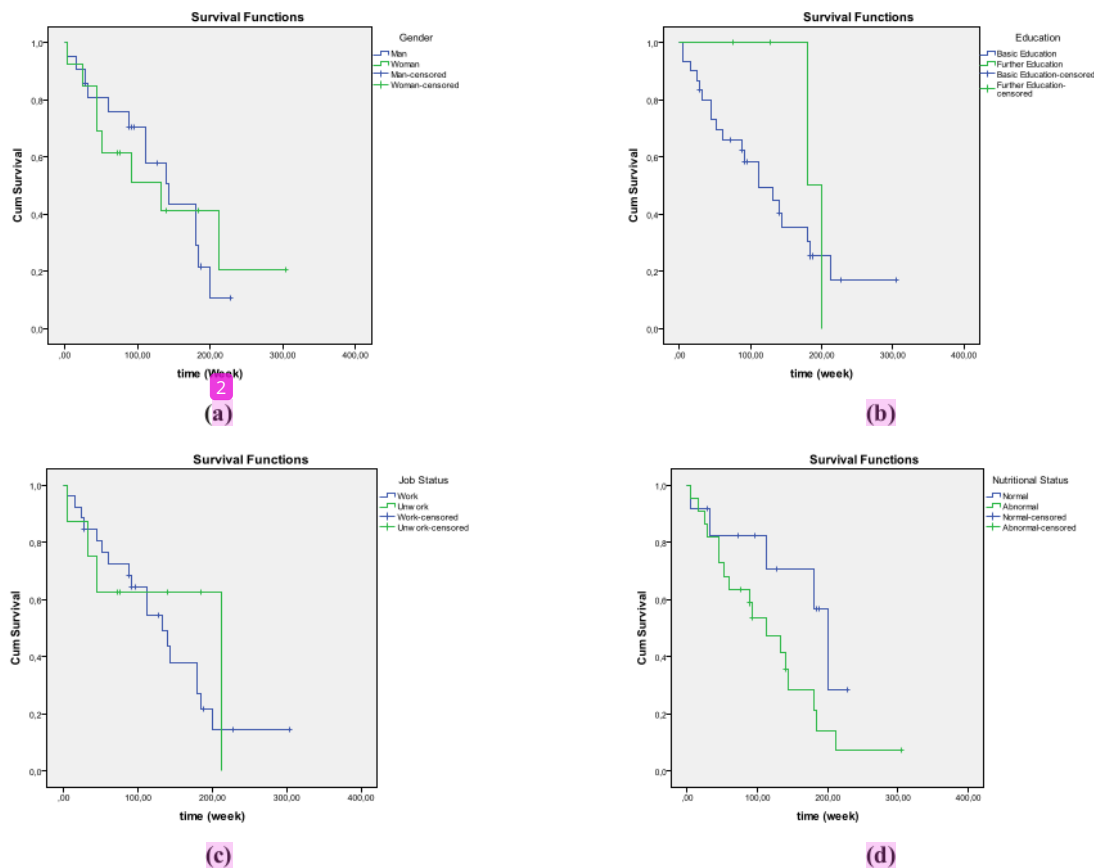 Survival Functions
Gender
Man
Woman
Man-censored
Woman-censored
1,0
0,8
0,6
0,4
0,2
0,0
Cum Survival
,00 100,00 200,00 300,00 400,00
time (Week)
2
(a)
Survival Functions
Education
Basic Education
Further Education
Basic Education-censored
Further Education-
censored
1,0
0,8
0,6
0,4
0,2
0,0
Cum Survival
,00 100,00 200,00 300,00 400,00
time (week)
(b)
Survival Functions
Job Status
Work
Unwork
Work-censored
Unwork-censored
1,0
0,8
0,6
0,4
0,2
0,0
Cum Survival
,00 100,00 200,00 300,00 400,00
time (week)
(c)
Survival Functions
Nutritional Status
Normal
Abnormal
Normal-censored
Abnormal-censored
1,0
0,8
0,6
0,4
0,2
0,0
Cum Survival
,00 100,00 200,00 300,00 400,00
time (week)
(d)